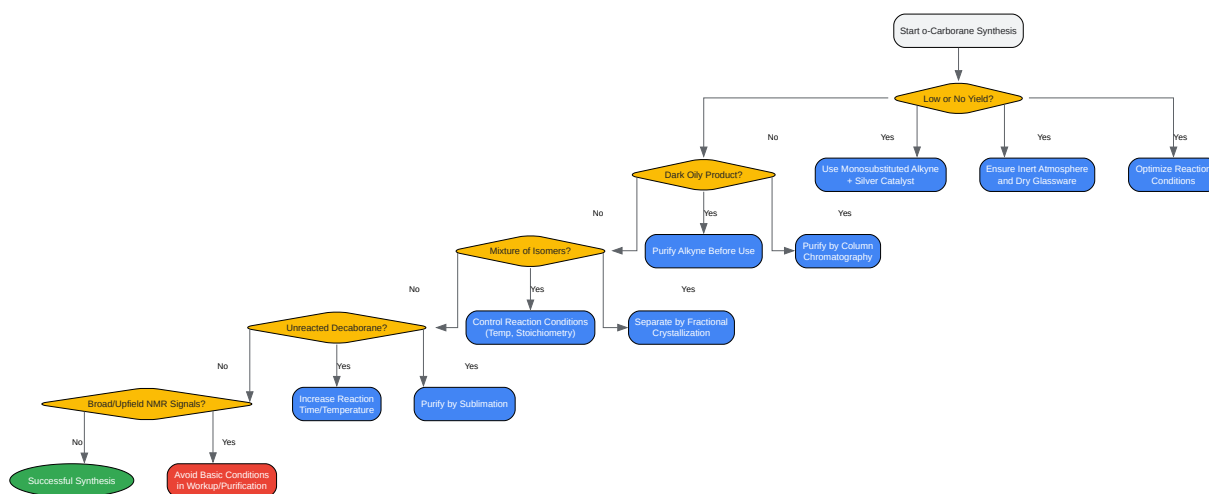 Start o-Carborane Synthesis
Low or No Yield?
No
Yes
Yes
Yes
Dark Oily Product?
Use Monosubstituted Alkyne
+ Silver Catalyst
Ensure Inert Atmosphere
and Dry Glassware
Optimize Reaction
Conditions
No
Yes
Yes
Mixture of Isomers?
Purify Alkyne Before Use
Purify by Column
Chromatography
No
Yes
Yes
Unreacted Decaborane?
Control Reaction Conditions
(Temp, Stoichiometry)
Separate by Fractional
Crystallization
No
Yes
Yes
Broad/Upfield NMR Signals?
Increase Reaction
Time/Temperature
Purify by Sublimation
No
Yes
Successful Synthesis
Avoid Basic Conditions
in Workup/Purification